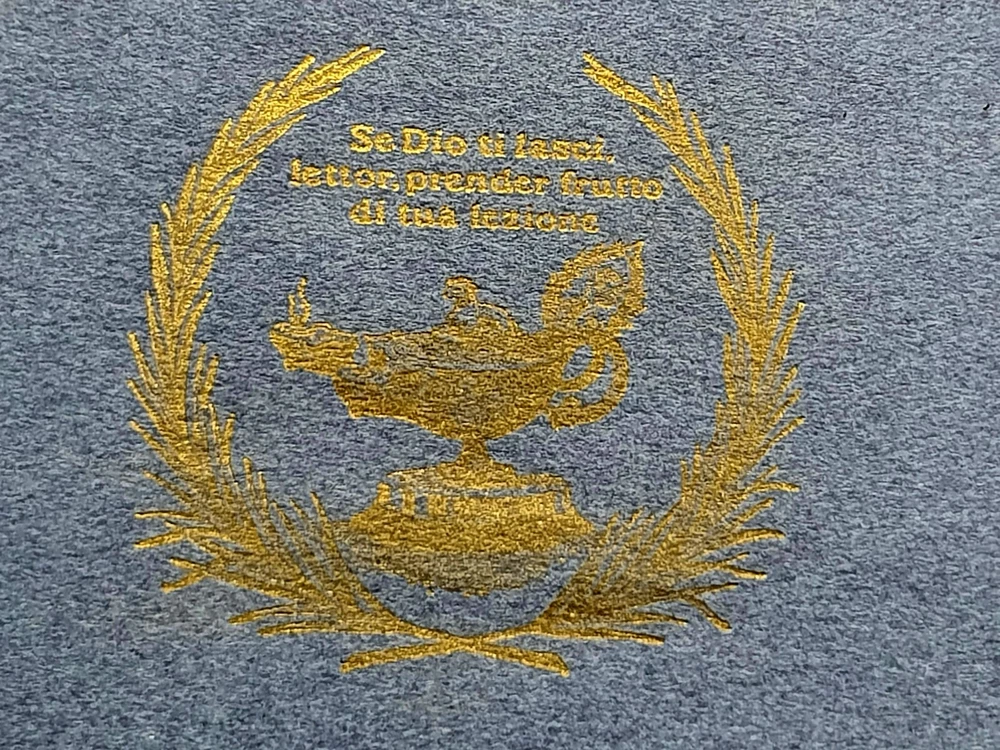 Se Dio ti lasci,
lettor, prender frutto
di tua lezione